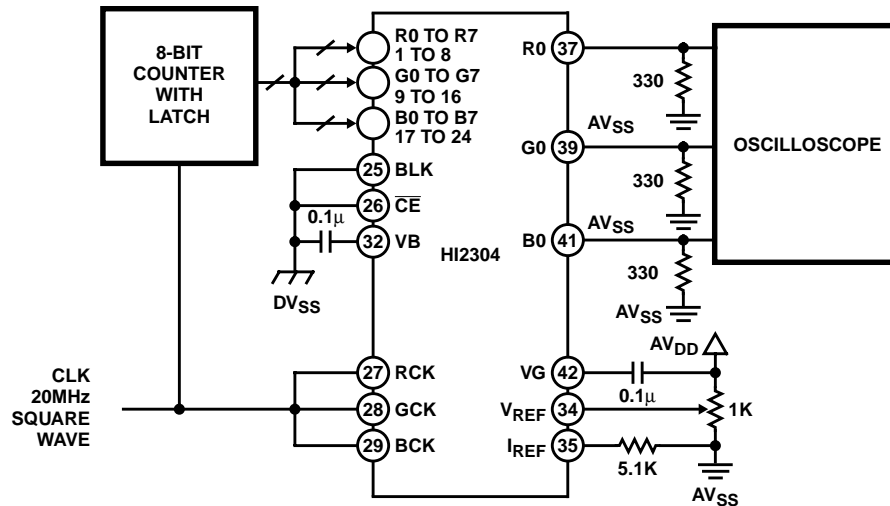 8-BIT
COUNTER
WITH
LATCH
R0 TO R7
1 TO 8
G0 TO G7
9 TO 16
B0 TO B7
17 TO 24
25 BLK
26 CE
0.1μ
32 VB
DVSS
HI2304
R0 37
330
AVSS
G0 39
330
AVSS
B0 41
330
AVSS
OSCILLOSCOPE
CLK
20MHz
SQUARE
WAVE
27 RCK
28 GCK
29 BCK
AVDD
VG 42
0.1μ
VREF 34
1K
IREF 35
5.1K
AVSS